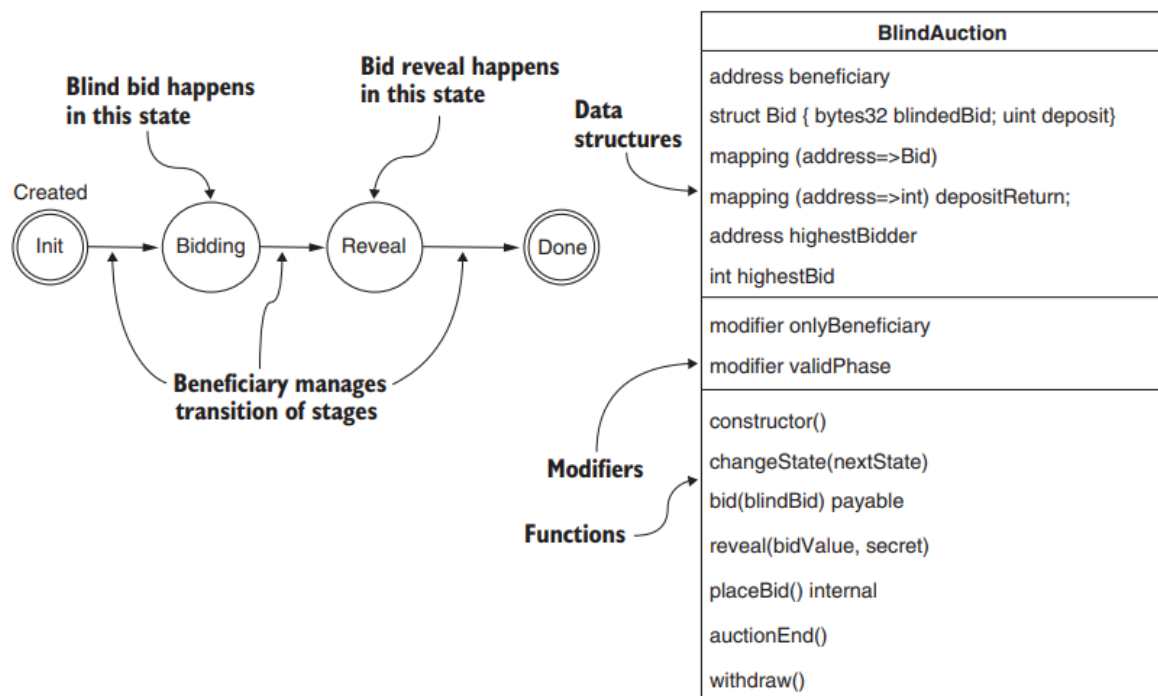 Blind bid happens
in this state
Bid reveal happens
in this state
Created
Init
Bidding
Reveal
Done
Beneficiary manages
transition of stages
Data
structures
Modifiers
Functions
BlindAuction
address beneficiary
struct Bid { bytes32 blindedBid; uint deposit}
mapping (address=>Bid)
mapping (address=>int) depositReturn;
address highestBidder
int highestBid
modifier onlyBeneficiary
modifier validPhase
constructor()
changeState(nextState)
bid(blindBid) payable
reveal(bidValue, secret)
placeBid() internal
auctionEnd()
withdraw()